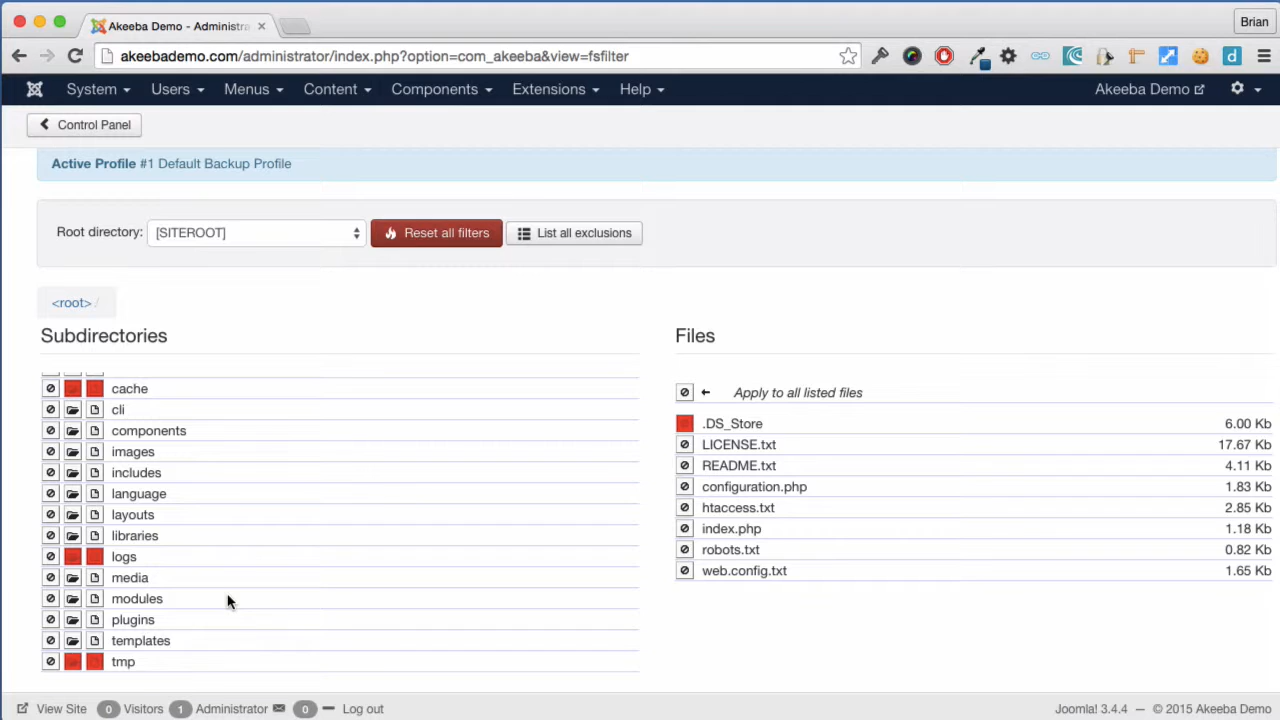 Akeeba Demo - Administra
Brian
akeebademo.com/administrator/index.php?option=com_akeeba&view=fsfilter
System Users Menus Content Components Extensions Help Akeeba Demo
Control Panel
Active Profile #1 Default Backup Profile
Root directory: [SITEROOT] Reset all filters List all exclusions
<root> /
Subdirectories
cache
cli
components
images
includes
language
layouts
libraries
logs
media
modules
plugins
templates
tmp
Files
Apply to all listed files
.DS_Store 6.00 Kb
LICENSE.txt 17.67 Kb
README.txt 4.11 Kb
configuration.php 1.83 Kb
htaccess.txt 2.85 Kb
index.php 1.18 Kb
robots.txt 0.82 Kb
web.config.txt 1.65 Kb
View Site 0 Visitors 1 Administrator 0 Log out Joomla! 3.4.4 — © 2015 Akeeba Demo